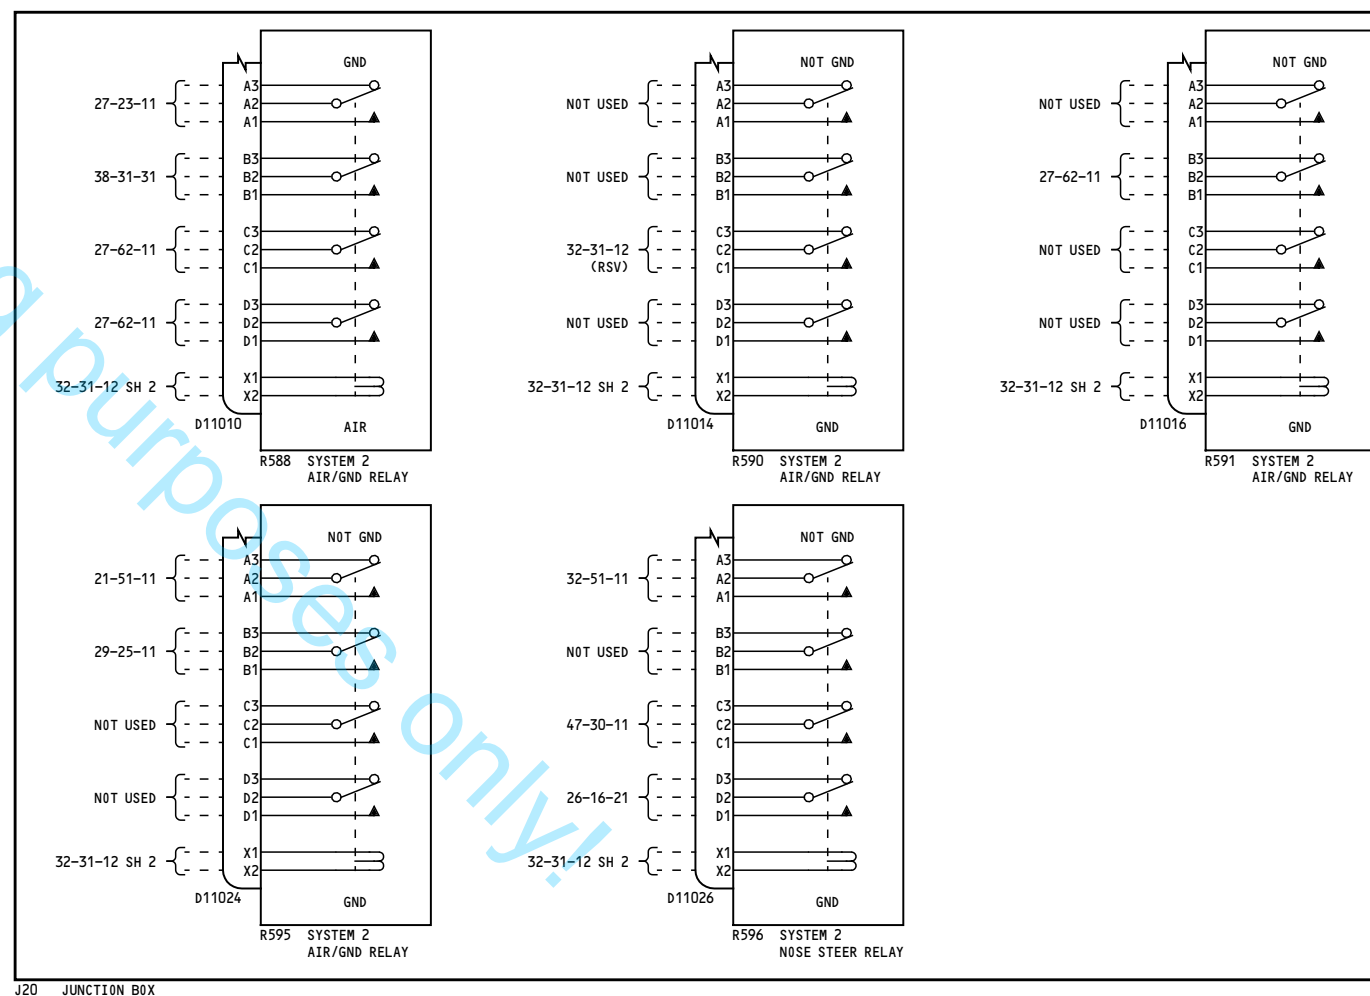 GND
A3
27-23-11
A2
A1
B3
38-31-31
B2
B1
C3
27-62-11
C2
C1
D3
27-62-11
D2
D1
X1
32-31-12 SH 2
X2
D11010
AIR
R588 SYSTEM 2
AIR/GND RELAY
NOT GND
A3
NOT USED
A2
A1
B3
NOT USED
B2
B1
C3
32-31-12
C2
(RSV)
C1
D3
NOT USED
D2
D1
X1
32-31-12 SH 2
X2
D11014
GND
R590 SYSTEM 2
AIR/GND RELAY
NOT GND
A3
NOT USED
A2
A1
B3
27-62-11
B2
B1
C3
NOT USED
C2
C1
D3
NOT USED
D2
D1
X1
32-31-12 SH 2
X2
D11016
GND
R591 SYSTEM 2
AIR/GND RELAY
NOT GND
A3
21-51-11
A2
A1
B3
29-25-11
B2
B1
C3
NOT USED
C2
C1
D3
NOT USED
D2
D1
X1
32-31-12 SH 2
X2
D11024
GND
R595 SYSTEM 2
AIR/GND RELAY
NOT GND
A3
32-51-11
A2
A1
B3
NOT USED
B2
B1
C3
47-30-11
C2
C1
D3
26-16-21
D2
D1
X1
32-31-12 SH 2
X2
D11026
GND
R596 SYSTEM 2
NOSE STEER RELAY
J20 JUNCTION BOX
purposes only!